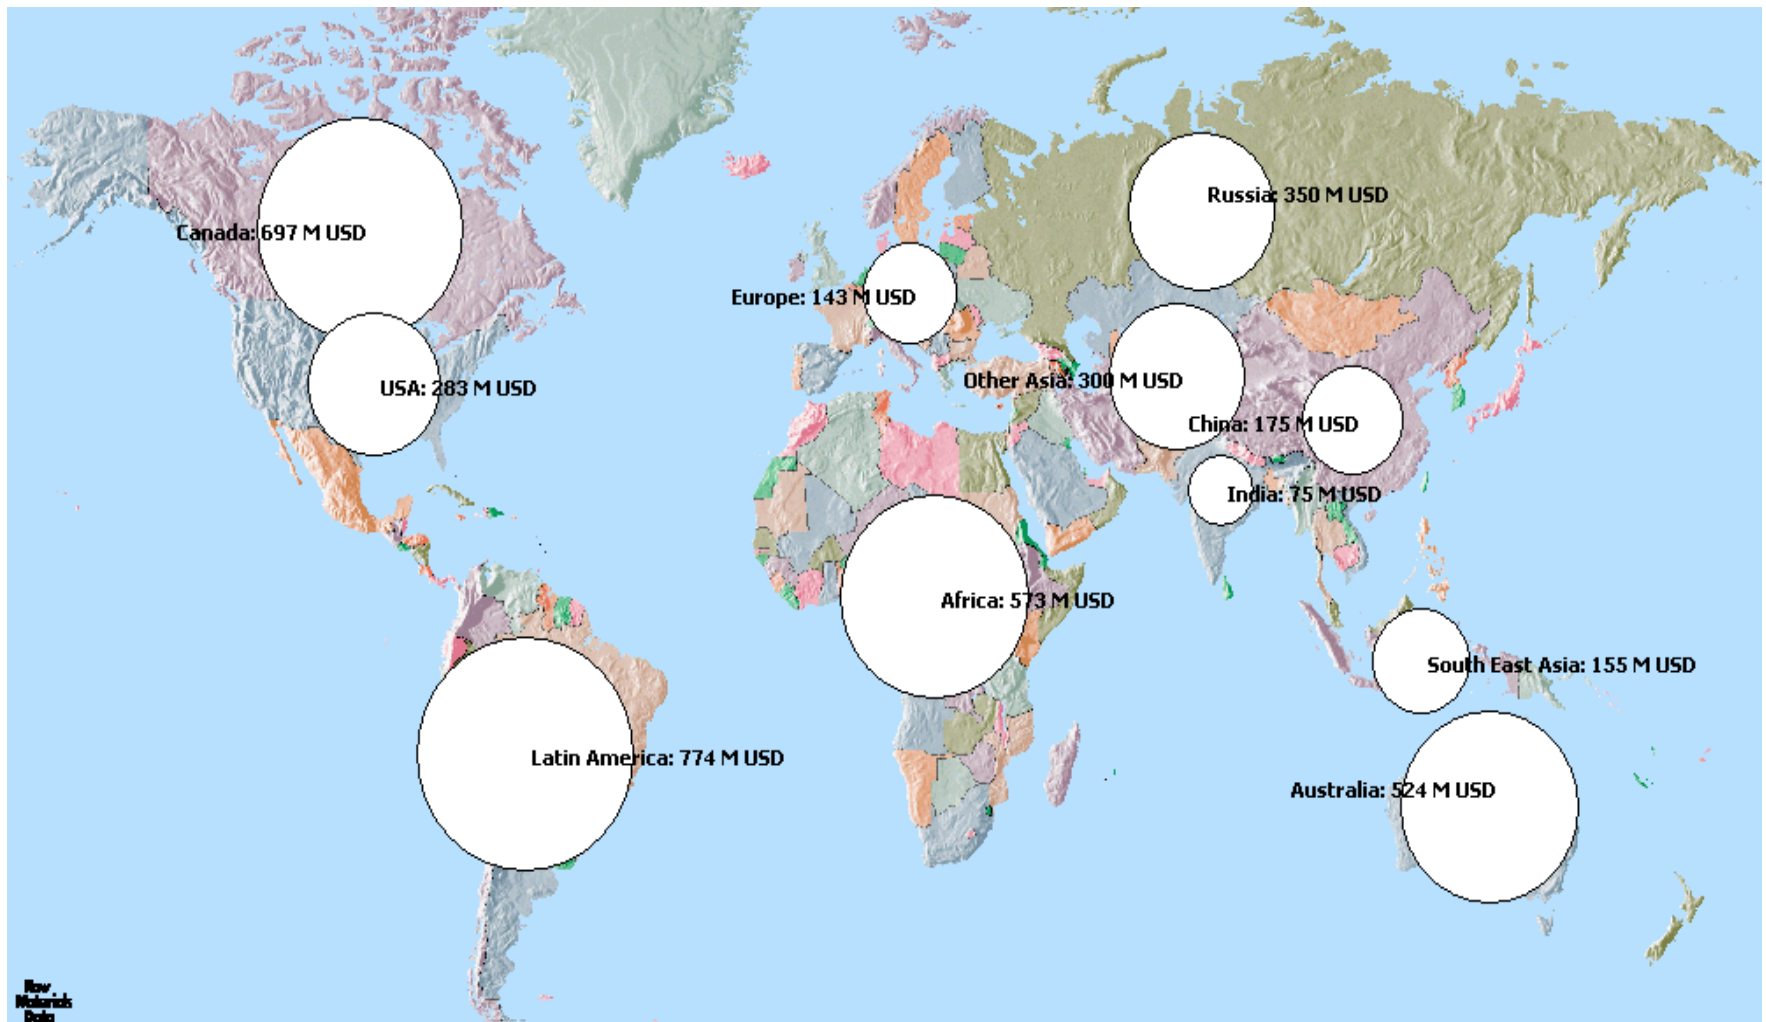 Russia: 350 M USD
Canada: 697 M USD
Europe: 143 M USD
Other Asia: 300 M USD
USA: 283 M USD
China: 175 M USD
India: 75 M USD
Africa: 573 M USD
South East Asia: 155 M USD
Latin America: 774 M USD
Australia: 524 M USD
Raw
Materials
Data